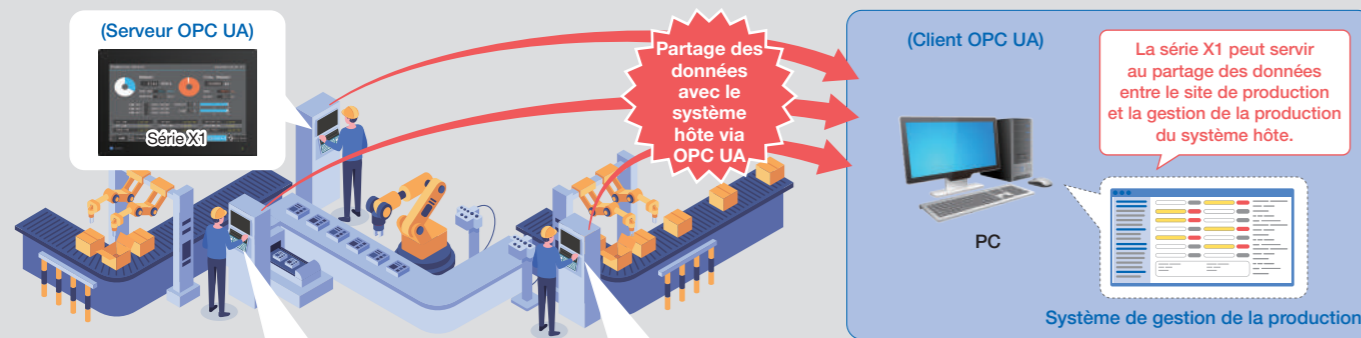 (Serveur OPC UA)
Série X1
Partage des
données
avec le
système
hôte via
OPC UA
(Client OPC UA)
La série X1 peut servir
au partage des données
entre le site de production
et la gestion de la production
du système hôte.
PC
Système de gestion de la production